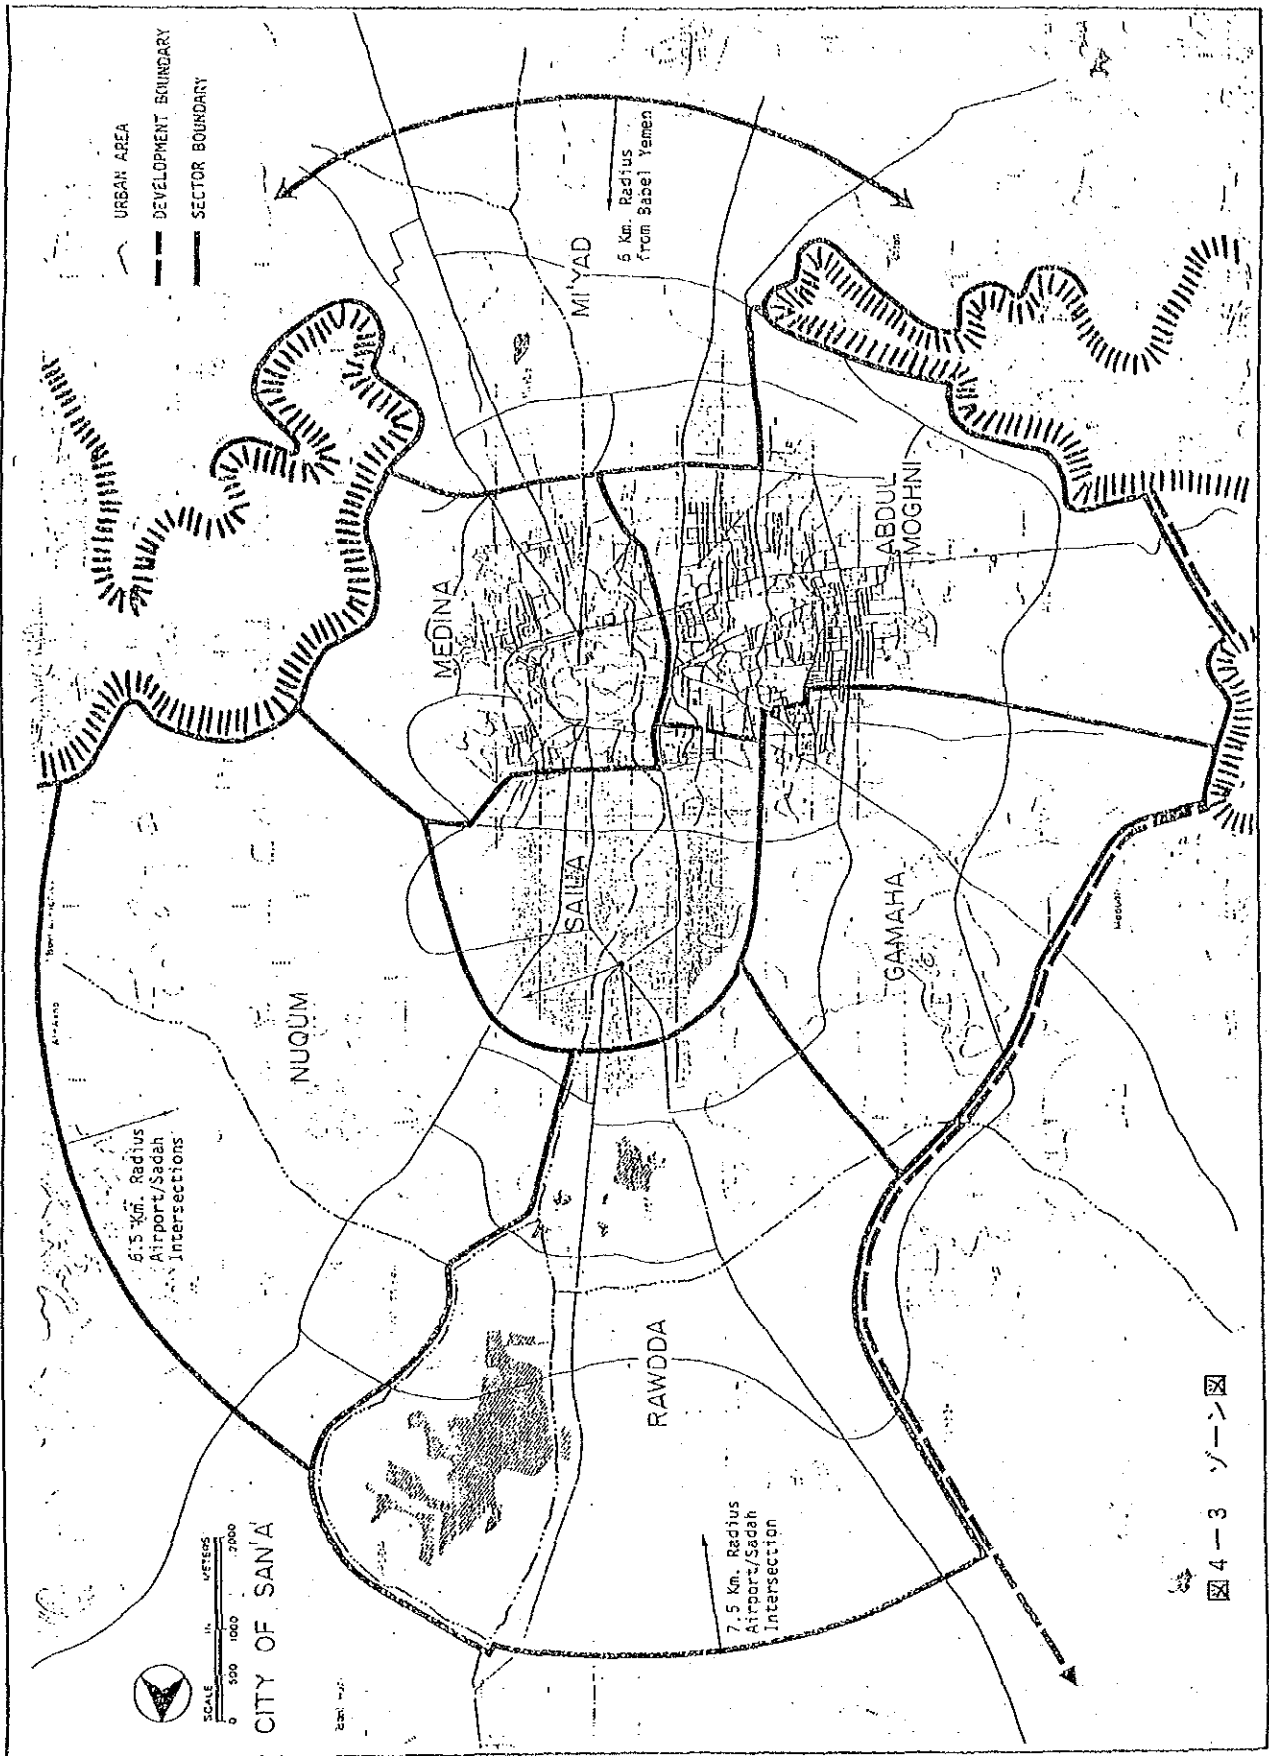 URBAN AREA
DEVELOPMENT BOUNDARY
SECTOR BOUNDARY
6 Km. Radius
from Babel Yemen
MI'YAD
MEDINA
ABDUL
MOGHNI
SAILA
GAMAHA
NUQUM
6.5 Km. Radius
Airport/Sadah
Intersections
RAWDDA
7.5 Km. Radius
Airport/Sadah
Intersection
SCALE IN METERS
0 500 1000 2000
CITY OF SAN'A'
図4-3 ゾーン図